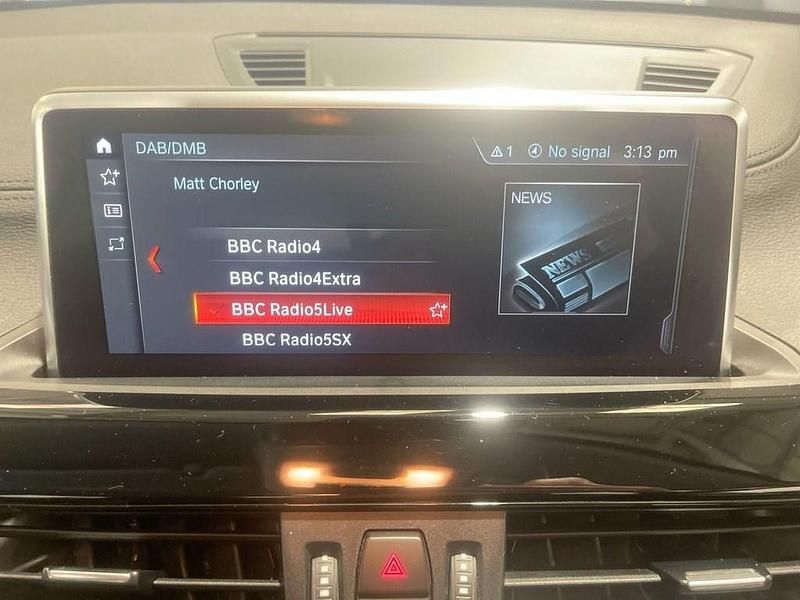 DAB/DMB
1 No signal 3:13 pm
Matt Chorley
NEWS
NEWS
BBC Radio4
BBC Radio4Extra
BBC Radio5Live
BBC Radio5SX